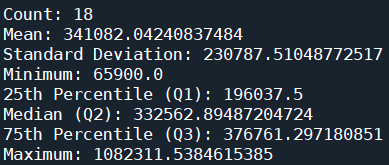 Count: 18
Mean: 341082.04240837484
Standard Deviation: 230787.51048772517
Minimum: 65900.0
25th Percentile (Q1): 196037.5
Median (Q2): 332562.89487204724
75th Percentile (Q3): 376761.297180851
Maximum: 1082311.5384615385